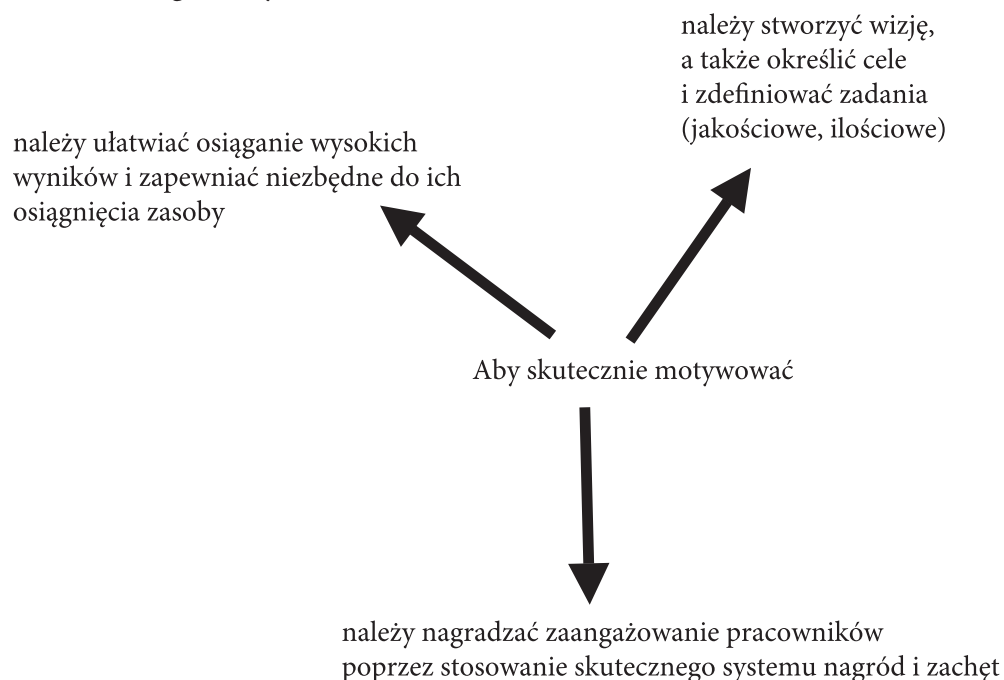 należy stworzyć wizję,
a także określić cele
i zdefiniować zadania
(jakościowe, ilościowe)
należy ułatwiać osiąganie wysokich
wyników i zapewniać niezbędne do ich
osiągnięcia zasoby
Aby skutecznie motywować
należy nagradzać zaangażowanie pracowników
poprzez stosowanie skutecznego systemu nagród i zachęt